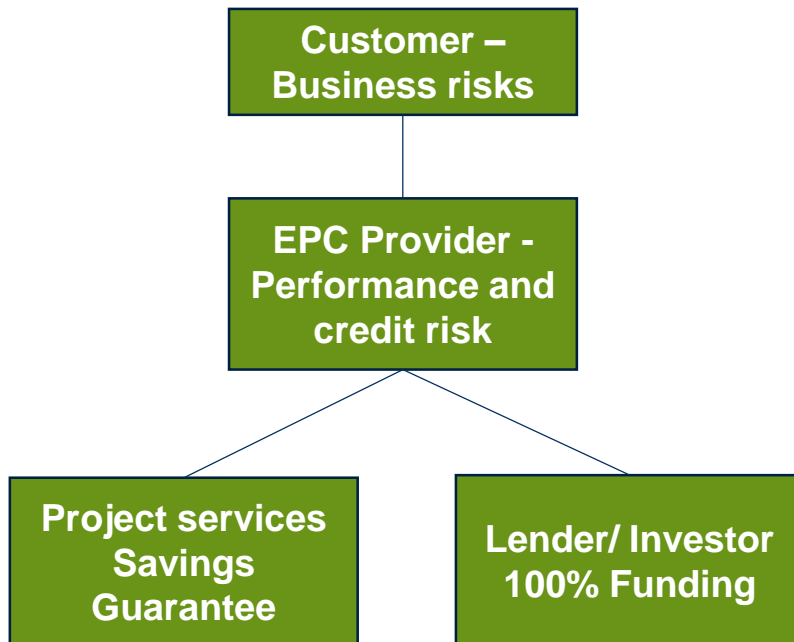 Customer –
Business risks
EPC Provider -
Performance and
credit risk
Project services
Savings
Guarantee
Lender/ Investor
100% Funding